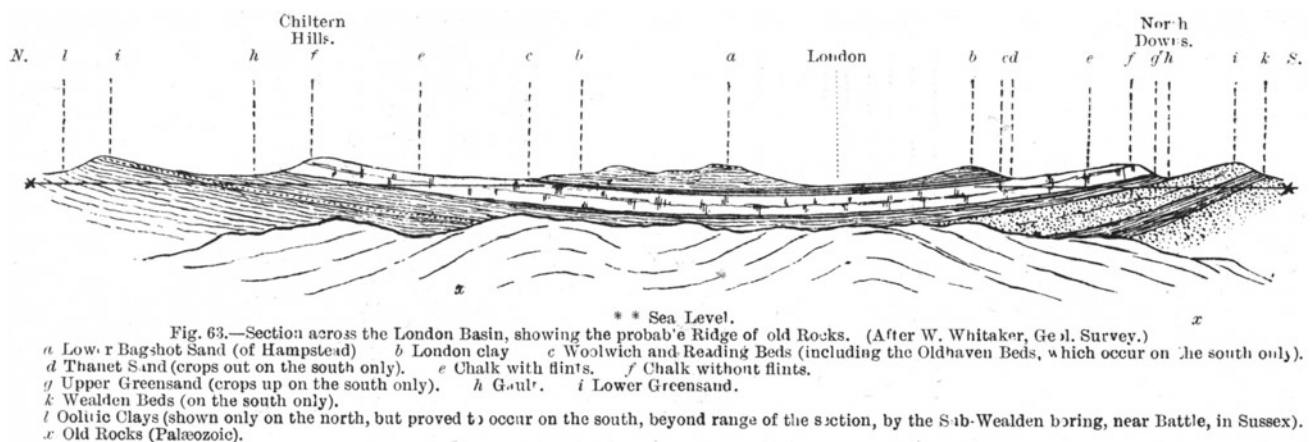 Chiltern Hills.
North Downs.
N. l i h f e c b a London b cd e f g h i k S.
x
* * Sea Level.
x
Fig. 63.—Section across the London Basin, showing the probable Ridge of old Rocks. (After W. Whitaker, Geol. Survey.)
a Lower Bagshot Sand (of Hampstead) b London clay c Woolwich and Reading Beds (including the Oldhaven Beds, which occur on the south only).
d Thanet Sand (crops out on the south only). e Chalk with flints. f Chalk without flints.
g Upper Greensand (crops up on the south only). h Gault. i Lower Greensand.
k Wealden Beds (on the south only).
l Oolitic Clays (shown only on the north, but proved to occur on the south, beyond range of the section, by the Sub-Wealden boring, near Battle, in Sussex).
x Old Rocks (Palæozoic).